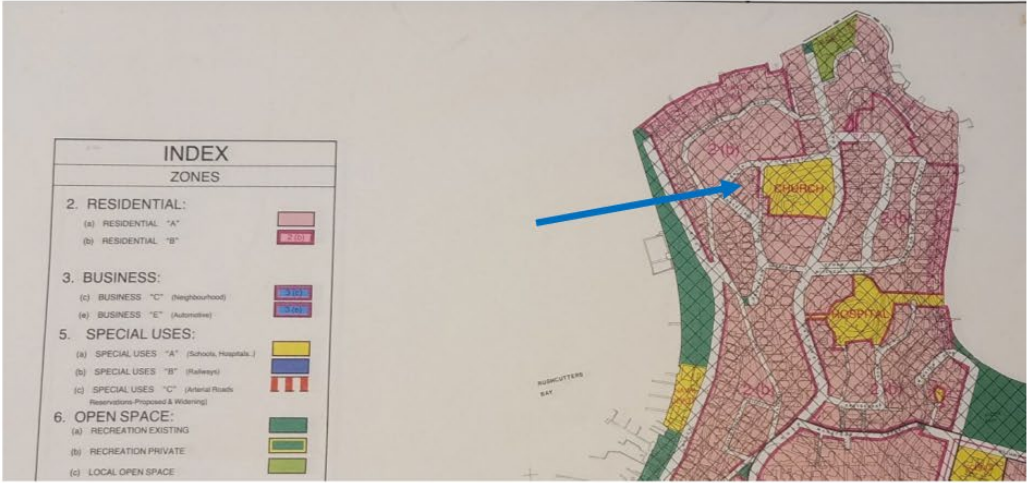 INDEX
ZONES
2. RESIDENTIAL:
(a) RESIDENTIAL "A"
(b) RESIDENTIAL "B"
2 (b)
3. BUSINESS:
(c) BUSINESS "C" (Neighbourhood)
3 (c)
(e) BUSINESS "E" (Automotive)
3 (e)
5. SPECIAL USES:
(a) SPECIAL USES "A" (Schools, Hospitals..)
(b) SPECIAL USES "B" (Railways)
(c) SPECIAL USES "C" (Arterial Roads
Reservations-Proposed & Widening)
6. OPEN SPACE:
(a) RECREATION EXISTING
(b) RECREATION PRIVATE
(c) LOCAL OPEN SPACE
2 (b)
CHURCH
2 (b)
HOSPITAL
RUSHCUTTERS
BAY
2 (b)
2 (b)